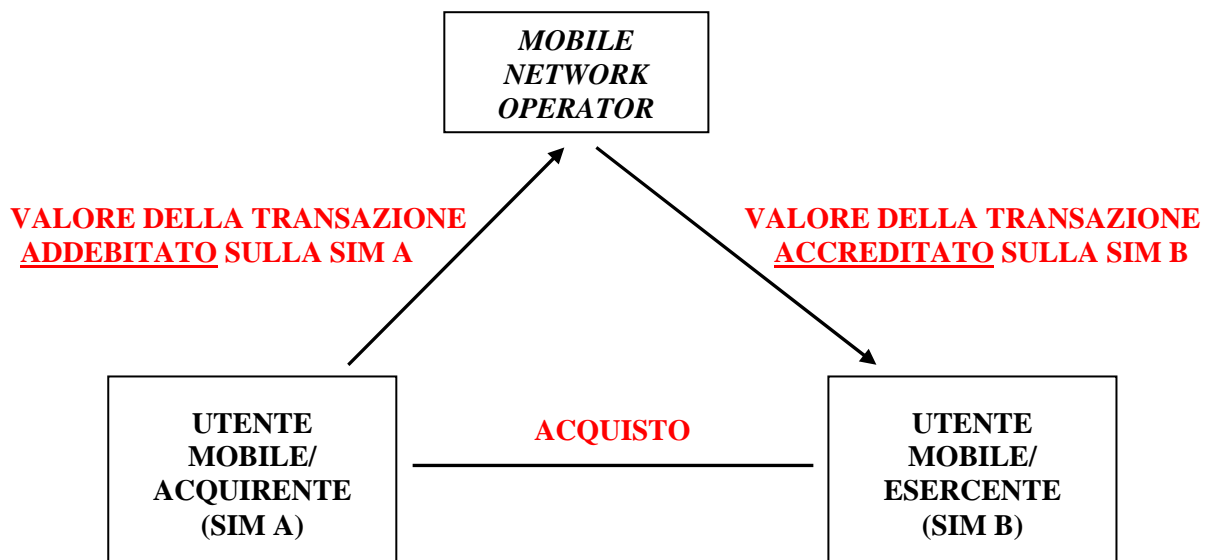 MOBILE
NETWORK
OPERATOR
VALORE DELLA TRANSAZIONE
ADDEBITATO SULLA SIM A
VALORE DELLA TRANSAZIONE
ACCREDITATO SULLA SIM B
UTENTE
MOBILE/
ACQUIRENTE
(SIM A)
ACQUISTO
UTENTE
MOBILE/
ESERCENTE
(SIM B)